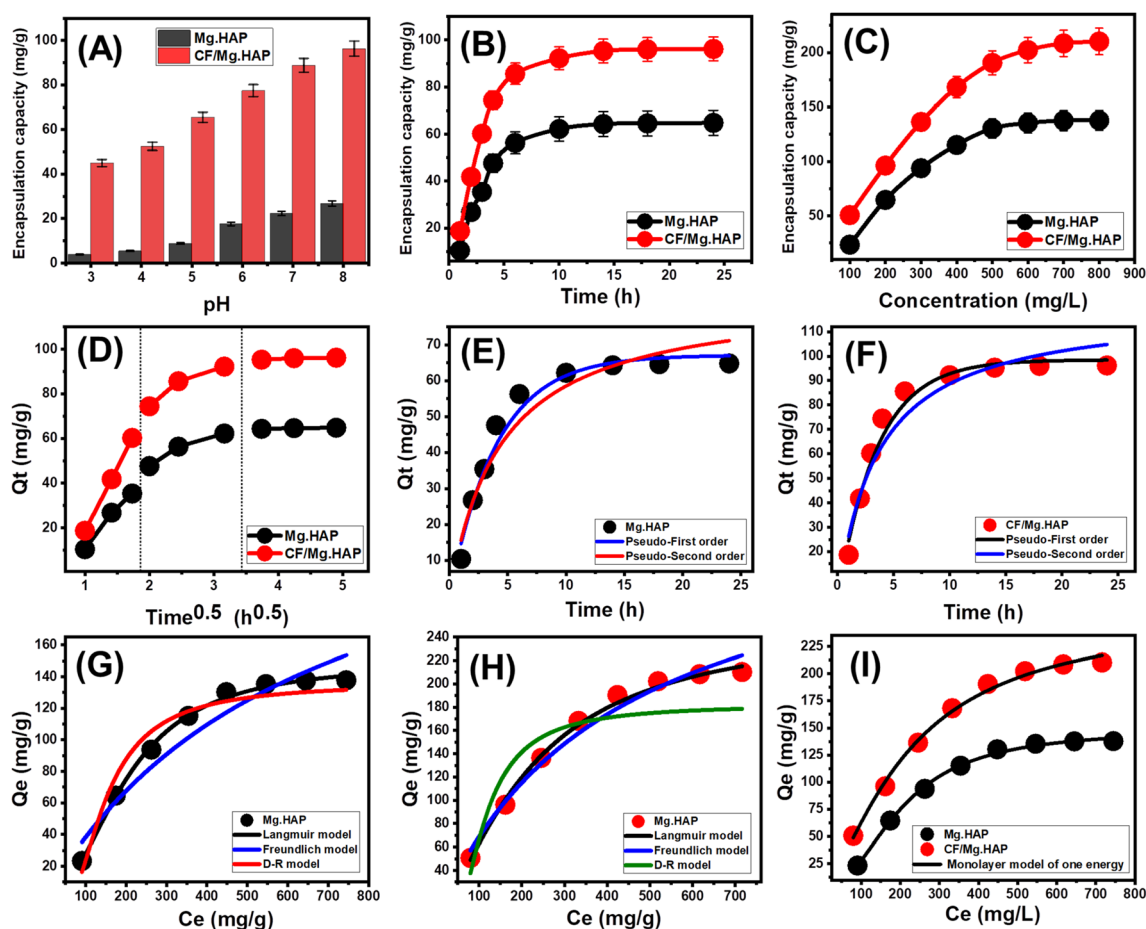 (A)
Mg.HAP
CF/Mg.HAP
Encapsulation capacity (mg/g)
100
80
60
40
20
0
3 4 5 6 7 8
pH
(B)
Mg.HAP
CF/Mg.HAP
Encapsulation capacity (mg/g)
100
80
60
40
20
0 5 10 15 20 25
Time (h)
(C)
Mg.HAP
CF/Mg.HAP
Encapsulation capacity (mg/g)
200
150
100
50
100 200 300 400 500 600 700 800 900
Concentration (mg/L)
(D)
Mg.HAP
CF/Mg.HAP
Qt (mg/g)
100
80
60
40
20
1 2 3 4 5
Time0.5 (h0.5)
(E)
Mg.HAP
Pseudo-First order
Pseudo-Second order
Qt (mg/g)
70
60
50
40
30
20
10
0 5 10 15 20 25
Time (h)
(F)
CF/Mg.HAP
Pseudo-First order
Pseudo-Second order
Qt (mg/g)
110
100
90
80
70
60
50
40
30
20
0 5 10 15 20 25
Time (h)
(G)
Mg.HAP
Langmuir model
Freundlich model
D-R model
Qe (mg/g)
160
140
120
100
80
60
40
20
100 200 300 400 500 600 700 800
Ce (mg/g)
(H)
Mg.HAP
Langmuir model
Freundlich model
D-R model
Qe (mg/g)
240
220
200
180
160
140
120
100
80
60
40
100 200 300 400 500 600 700
Ce (mg/g)
(I)
Mg.HAP
CF/Mg.HAP
Monolayer model of one energy
Qe (mg/g)
225
200
175
150
125
100
75
50
25
0 100 200 300 400 500 600 700 800
Ce (mg/L)